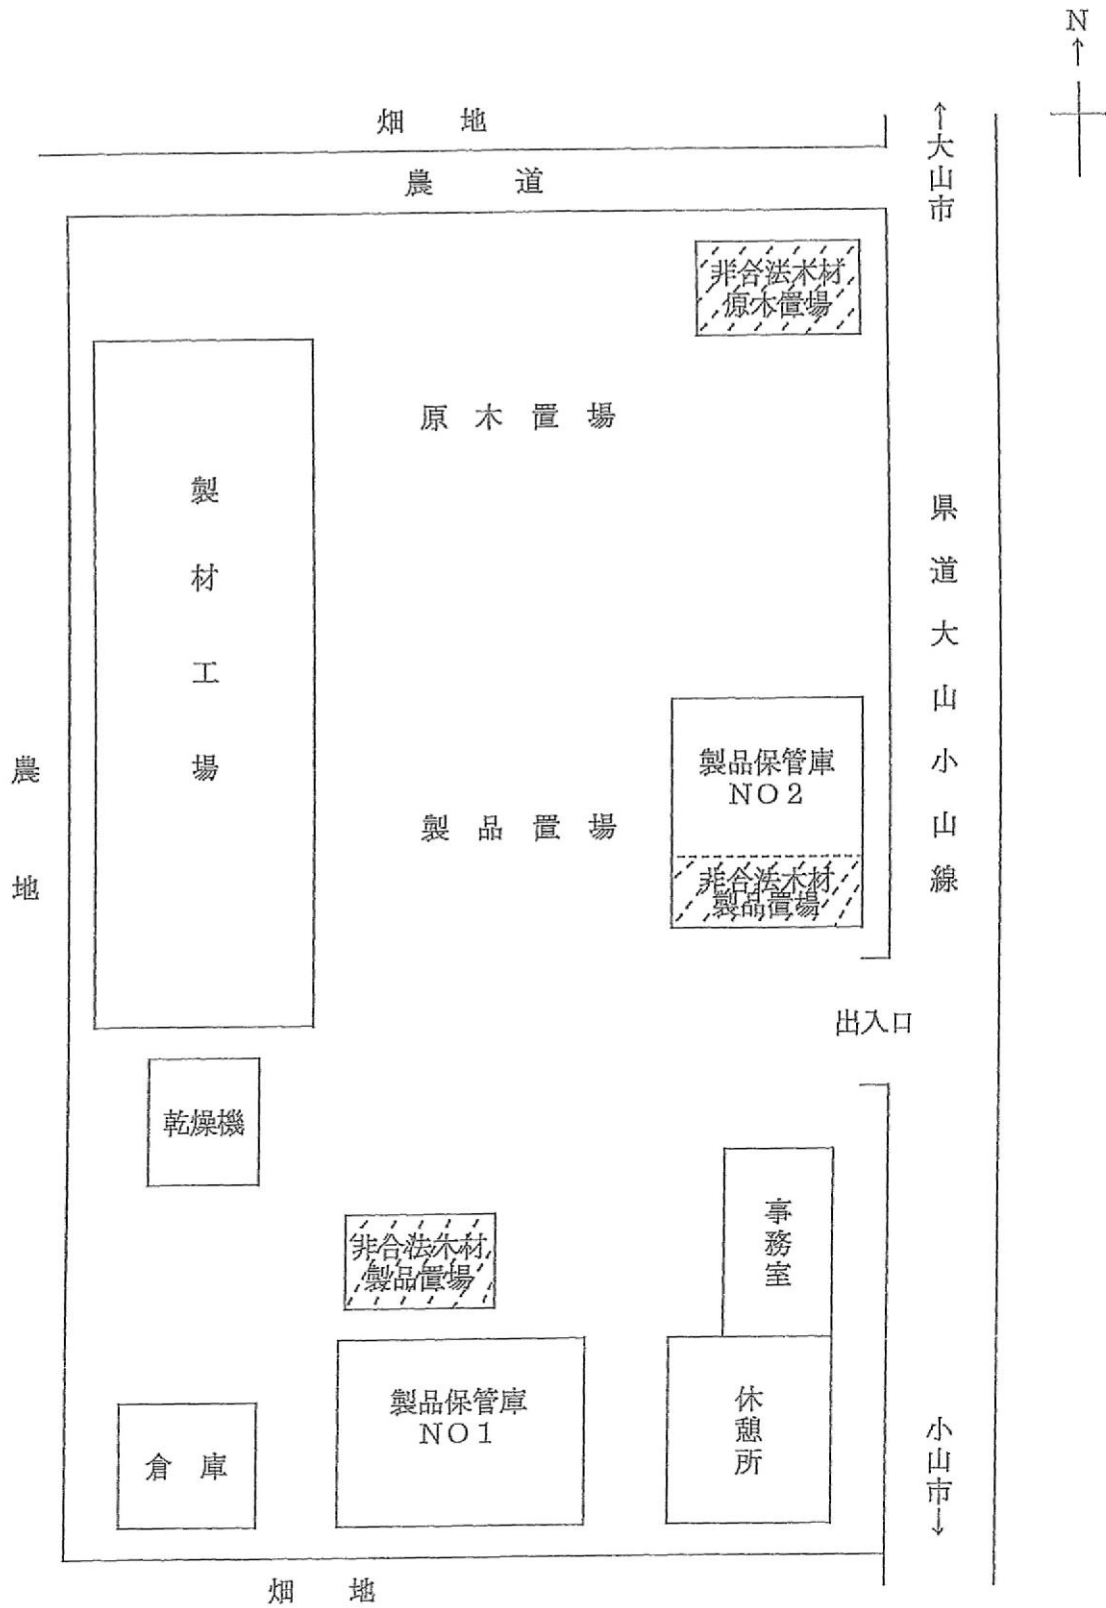 N
↑
畑 地
↑大山市
農 道
非合法木材
原木置場
原木置場
製材工場
県道大山小山線
製品保管庫
NO2
農地
製品置場
非合法木材
製品置場
出入口
乾燥機
事務室
非合法木材
製品置場
製品保管庫
NO1
休憩所
倉 庫
小山市↓
畑 地